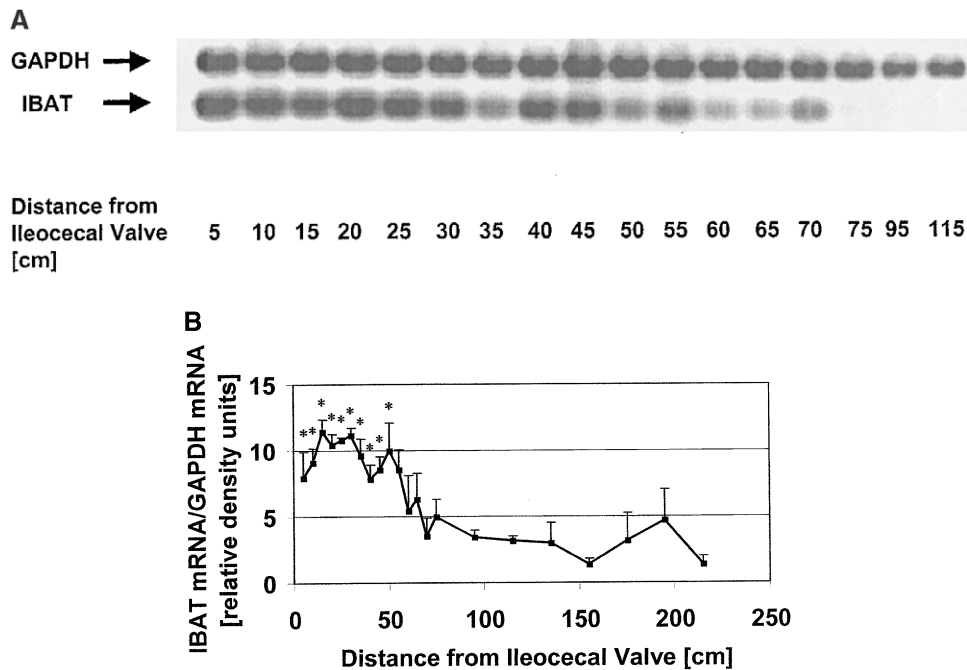 A
GAPDH
IBAT
Distance from
Ileocecal Valve
[cm]
5 10 15 20 25 30 35 40 45 50 55 60 65 70 75 95 115
B
IBAT mRNA/GAPDH mRNA
[relative density units]
15
10
5
0
* * * * * * * * * *
0 50 100 150 200 250
Distance from Ileocecal Valve [cm]